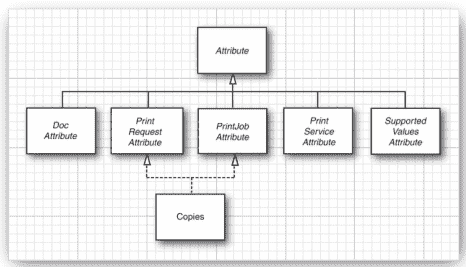 Attribute
Doc
Attribute
Print
Request
Attribute
PrintJob
Attribute
Print
Service
Attribute
Supported
Values
Attribute
Copies